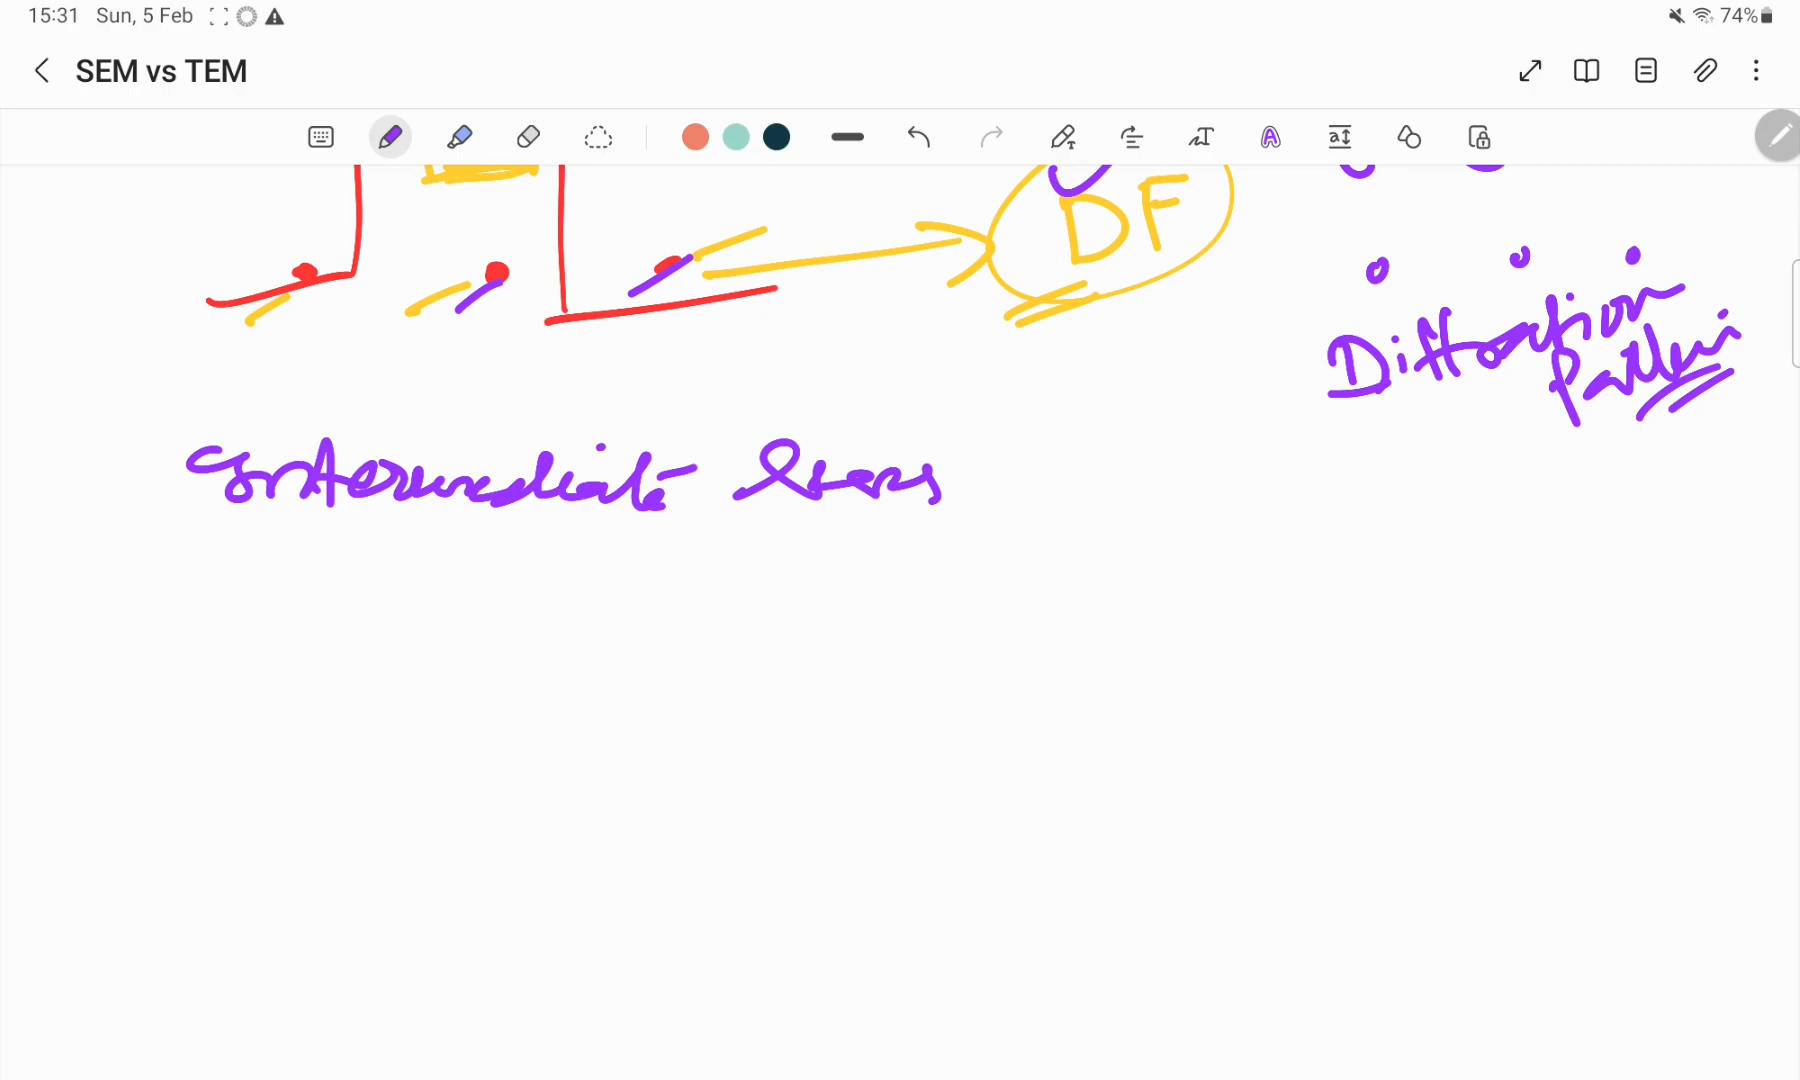 15:31 Sun, 5 Feb 74%
SEM vs TEM
DF
Diffraction
Pattern
Intermediate lens